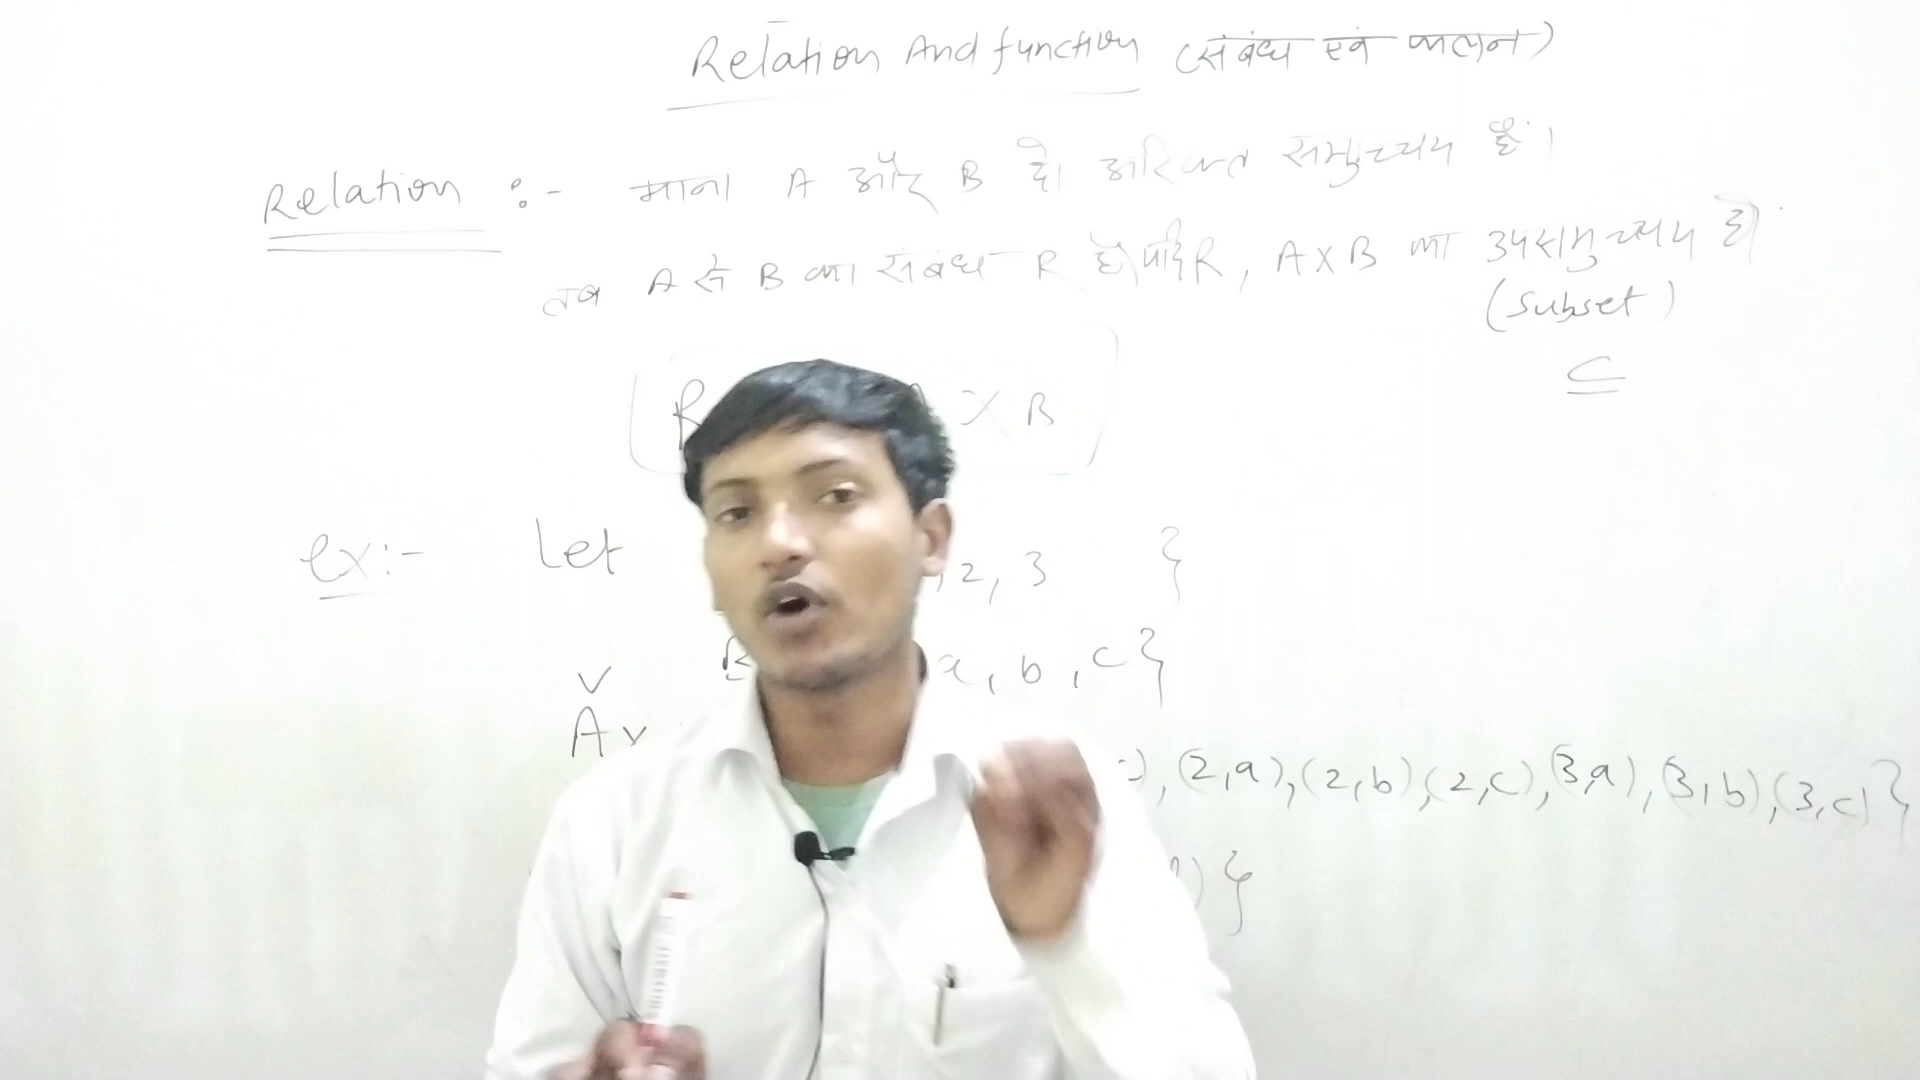 Relation And function (संबंध एवं फलन)
Relation :- माना A और B दो अरिक्त समुच्चय है।
तब A से B का संबंध R है यदि R, A×B का उपसमुच्चय हो
(subset)
⊆
R × B
ex:- Let , 2, 3 }
B a, b, c }
A× ), (2,a), (2,b), (2,c), (3,a), (3,b), (3,c) }
) }